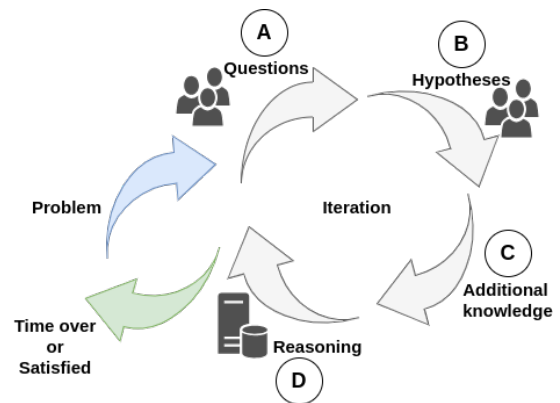 A
Questions
B
Hypotheses
Problem
Iteration
C
Additional
knowledge
Time over
or
Satisfied
Reasoning
D